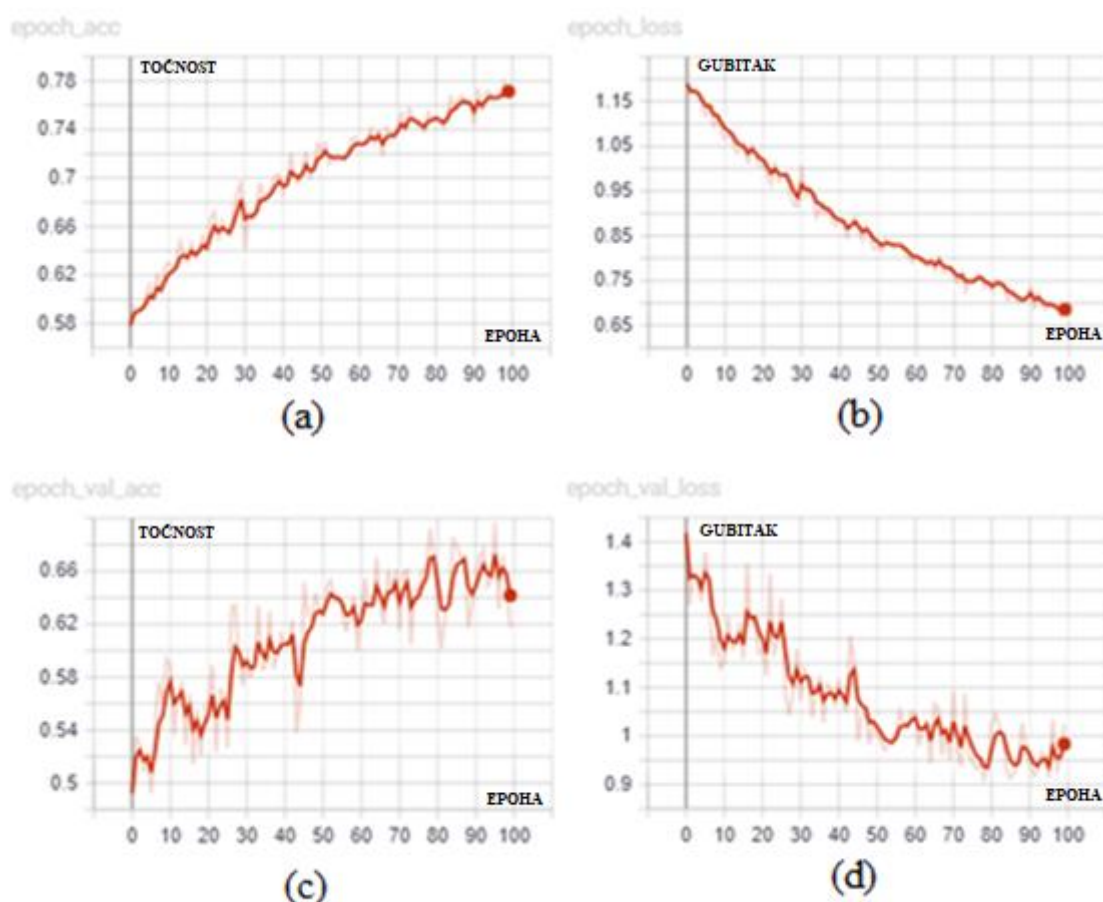 epoch_acc
TOČNOST
0.78
0.74
0.7
0.66
0.62
0.58
EPOHA
0 10 20 30 40 50 60 70 80 90 100
(a)
epoch_loss
GUBITAK
1.15
1.05
0.95
0.85
0.75
0.65
EPOHA
0 10 20 30 40 50 60 70 80 90 100
(b)
epoch_val_acc
TOČNOST
0.66
0.62
0.58
0.54
0.5
EPOHA
0 10 20 30 40 50 60 70 80 90 100
(c)
epoch_val_loss
GUBITAK
1.4
1.3
1.2
1.1
1
0.9
EPOHA
0 10 20 30 40 50 60 70 80 90 100
(d)